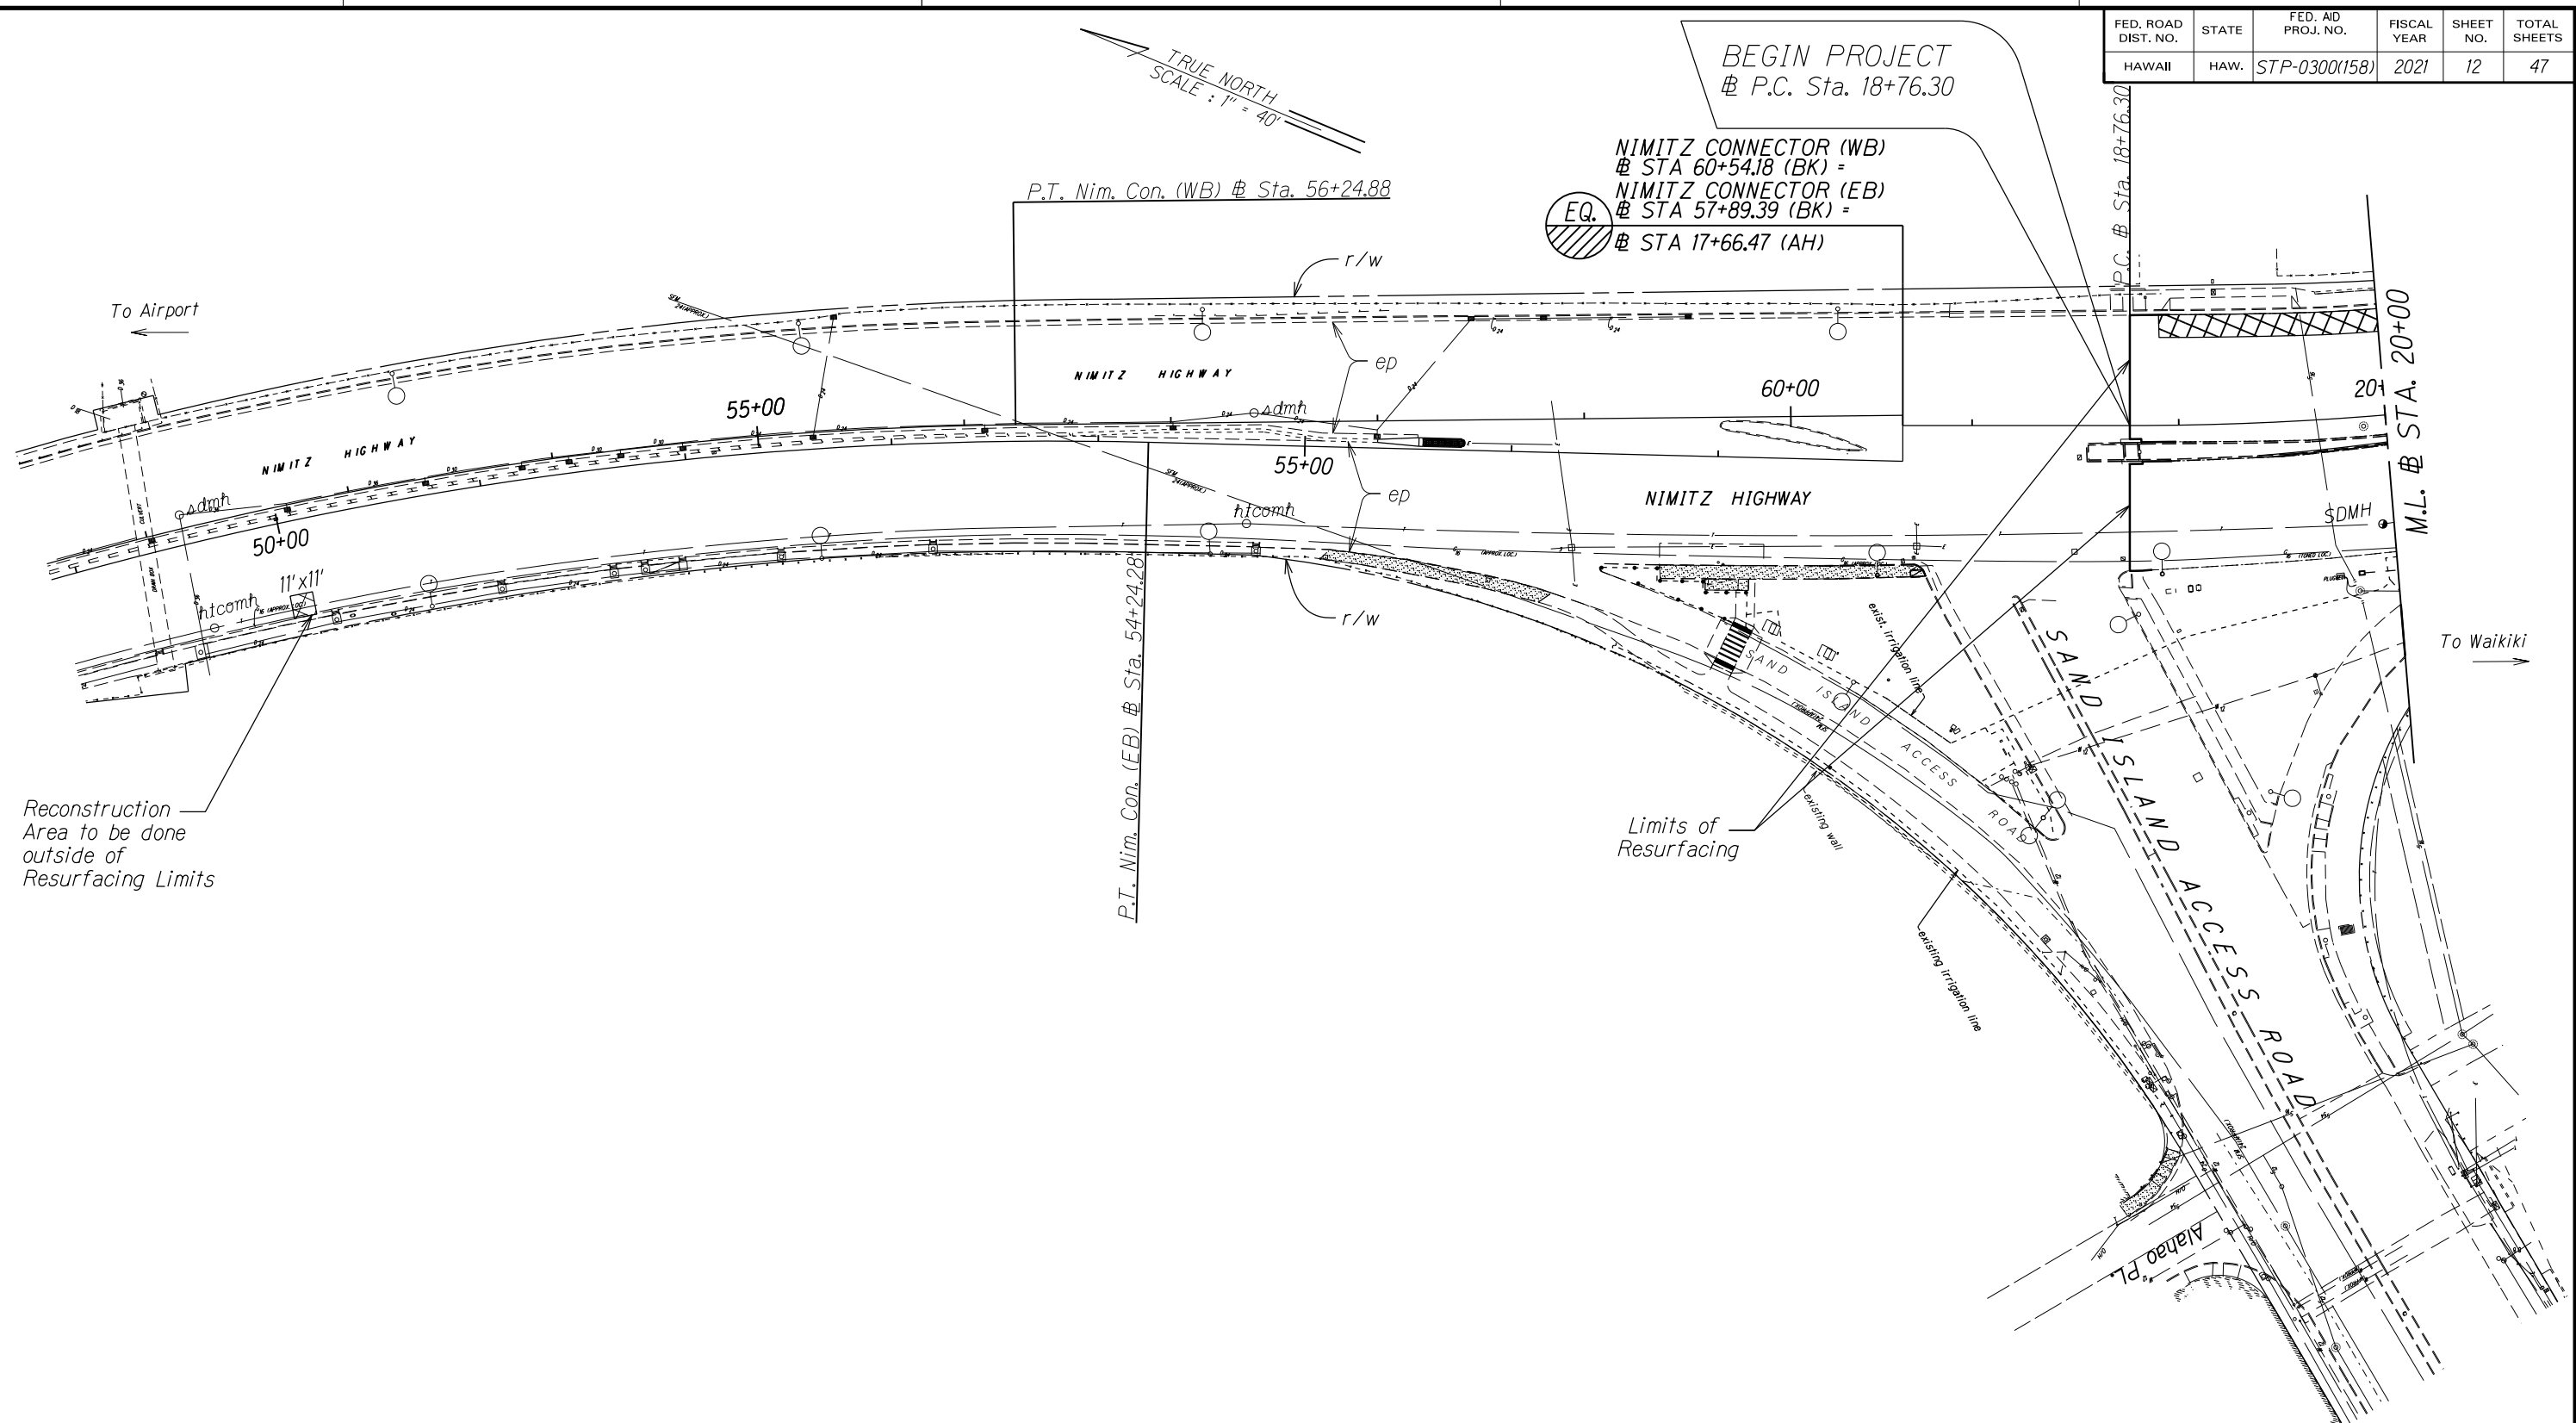 FED. ROAD DIST. NO.
STATE
FED. AID PROJ. NO.
FISCAL YEAR
SHEET NO.
TOTAL SHEETS
HAWAII
HAW.
STP-0300(158)
2021
12
47
TRUE NORTH
SCALE : 1" = 40'
BEGIN PROJECT
℄ P.C. Sta. 18+76.30
NIMITZ CONNECTOR (WB)
℄ STA 60+54.18 (BK) =
NIMITZ CONNECTOR (EB)
℄ STA 57+89.39 (BK) =
EQ.
℄ STA 17+66.47 (AH)
P.C. ℄ Sta. 18+76.30
P.T. Nim. Con. (WB) ℄ Sta. 56+24.88
r/w
To Airport
ep
NIMITZ HIGHWAY
60+00
20+
M.L. ℄ STA. 20+00
55+00
sdmh
NIMITZ HIGHWAY
55+00
ep
NIMITZ HIGHWAY
sdmh
htcomh
SDMH
50+00
11'x11'
htcomh
r/w
exist. irrigation line
SAND ISLAND ACCESS ROAD
SAND ISLAND ACCESS ROAD
To Waikiki
P.T. Nim. Con. (EB) ℄ Sta. 54+24.28
Reconstruction
Area to be done
outside of
Resurfacing Limits
Limits of
Resurfacing
existing wall
existing irrigation line
Alahao PL.